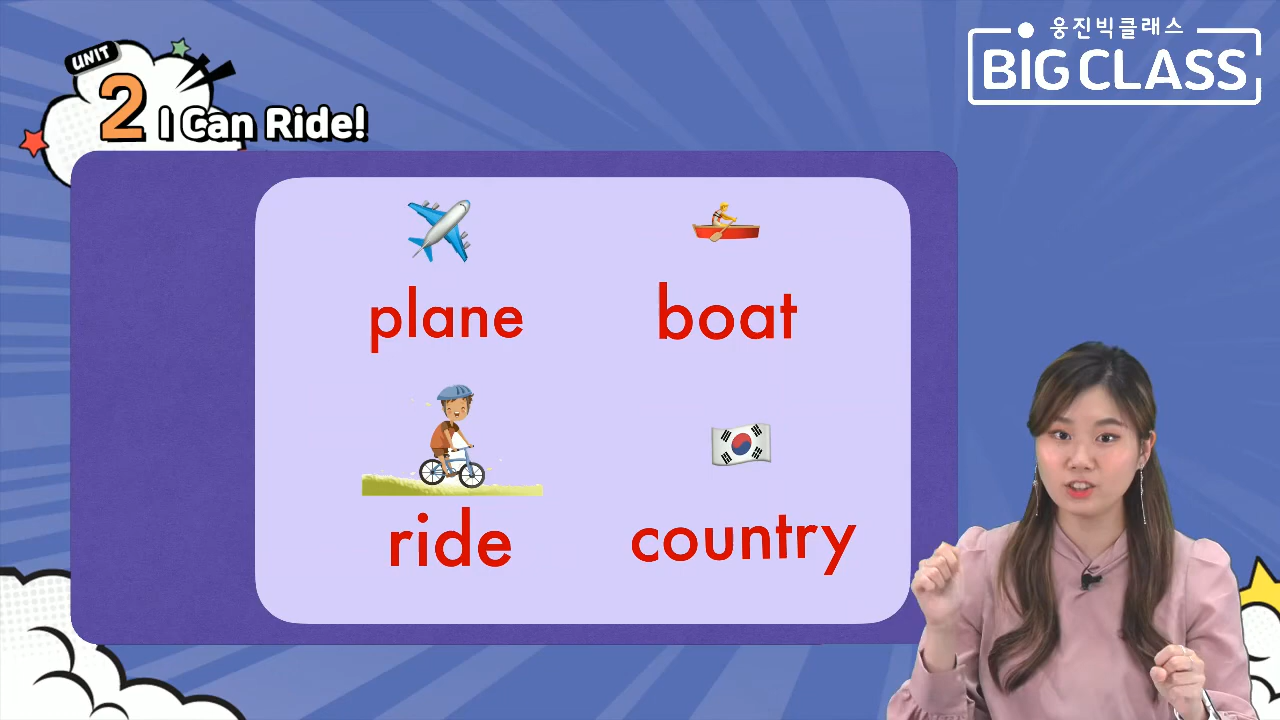 UNIT
2 I Can Ride!
웅진빅클래스
BIG CLASS
plane boat
ride country